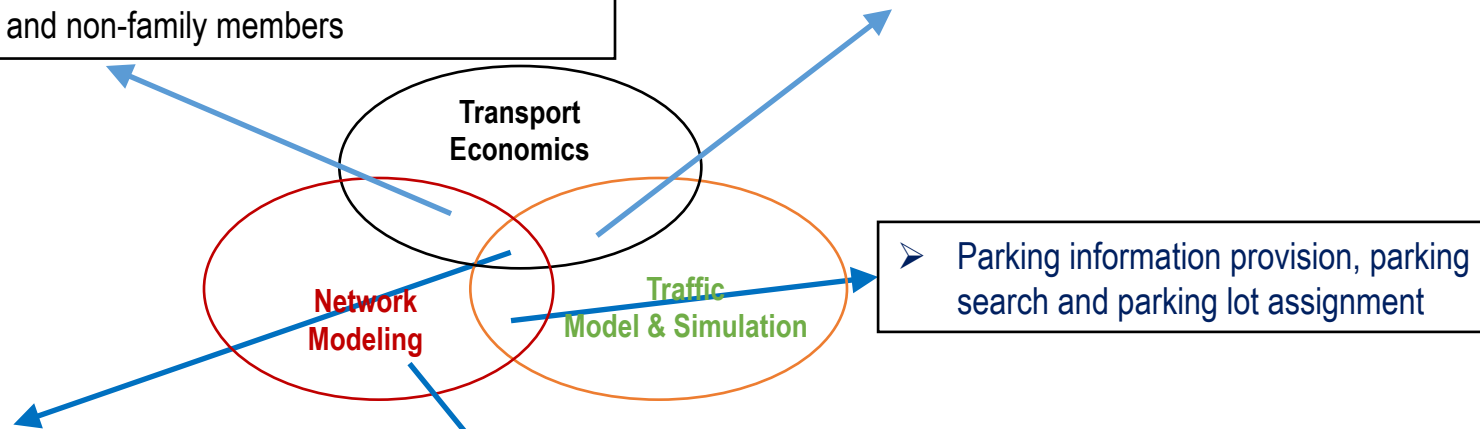 and non-family members
Transport
Economics
➢ Parking information provision, parking
search and parking lot assignment
Network
Modeling
Traffic
Model & Simulation